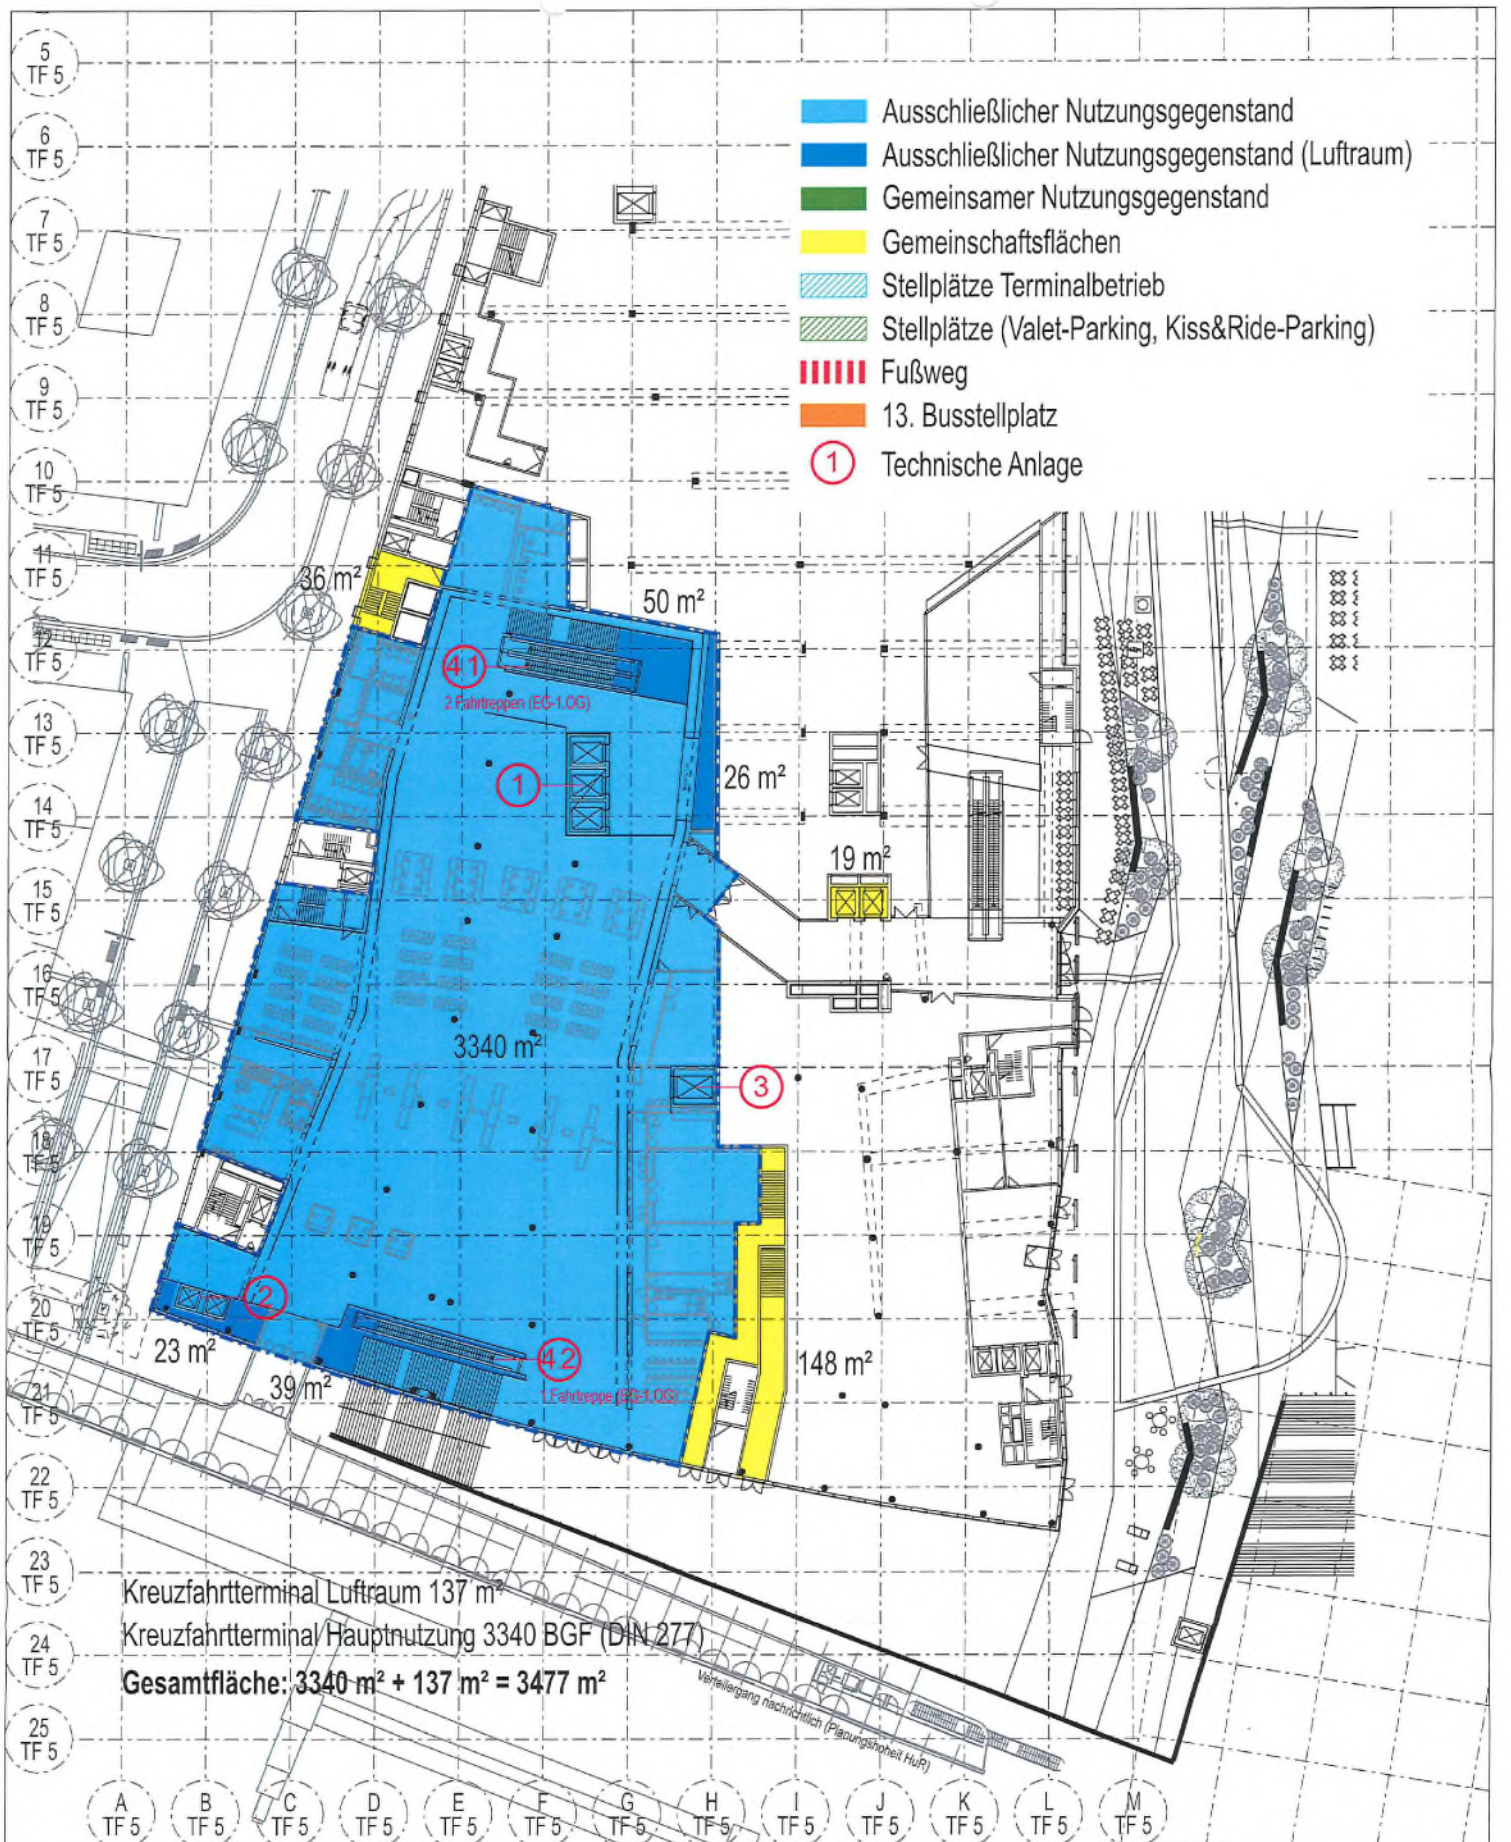 5
TF 5
6
TF 5
7
TF 5
8
TF 5
9
TF 5
10
TF 5
11
TF 5
12
TF 5
13
TF 5
14
TF 5
15
TF 5
16
TF 5
17
TF 5
18
TF 5
19
TF 5
20
TF 5
21
TF 5
22
TF 5
23
TF 5
24
TF 5
25
TF 5
Ausschließlicher Nutzungsgegenstand
Ausschließlicher Nutzungsgegenstand (Luftraum)
Gemeinsamer Nutzungsgegenstand
Gemeinschaftsflächen
Stellplätze Terminalbetrieb
Stellplätze (Valet-Parking, Kiss&Ride-Parking)
Fußweg
13. Busstellplatz
1 Technische Anlage
36 m²
50 m²
41
2 Fahrtreppen (EG-1.OG)
1
26 m²
19 m²
3340 m²
3
2
23 m²
39 m²
42
1 Fahrtreppe (EG-1.OG)
148 m²
Kreuzfahrtterminal Luftraum 137 m²
Kreuzfahrtterminal Hauptnutzung 3340 BGF (DIN 277)
Gesamtfläche: 3340 m² + 137 m² = 3477 m²
Verteilergang nachrichtlich (Planungshoheit HuR)
A
TF 5
B
TF 5
C
TF 5
D
TF 5
E
TF 5
F
TF 5
G
TF 5
H
TF 5
I
TF 5
J
TF 5
K
TF 5
L
TF 5
M
TF 5